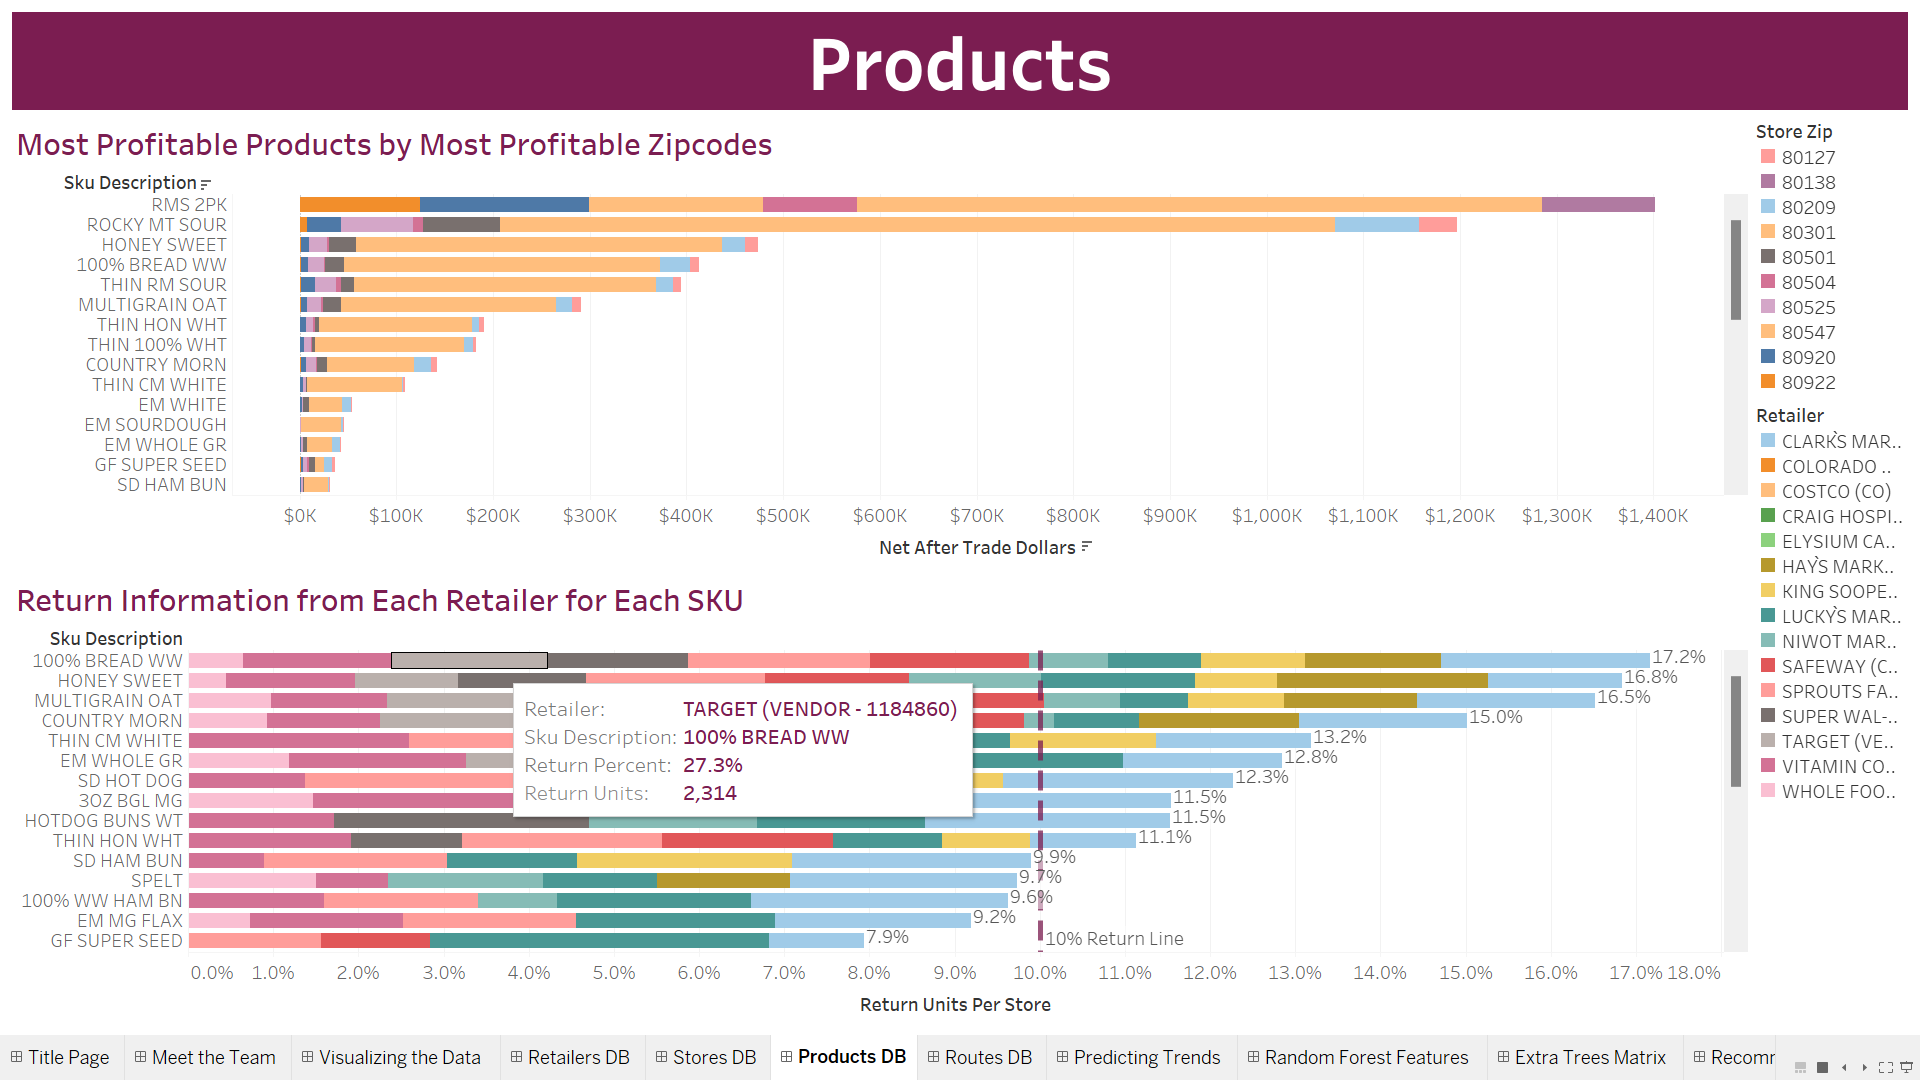 Products
Most Profitable Products by Most Profitable Zipcodes
Sku Description
RMS 2PK
ROCKY MT SOUR
HONEY SWEET
100% BREAD WW
THIN RM SOUR
MULTIGRAIN OAT
THIN HON WHT
THIN 100% WHT
COUNTRY MORN
THIN CM WHITE
EM WHITE
EM SOURDOUGH
EM WHOLE GR
GF SUPER SEED
SD HAM BUN
$0K $100K $200K $300K $400K $500K $600K $700K $800K $900K $1,000K $1,100K $1,200K $1,300K $1,400K
Net After Trade Dollars
Store Zip
80127
80138
80209
80301
80501
80504
80525
80547
80920
80922
Retailer
CLARK`S MAR..
COLORADO ..
COSTCO (CO)
CRAIG HOSPI..
ELYSIUM CA..
HAY`S MARK..
KING SOOPE..
LUCKY`S MAR..
NIWOT MAR..
SAFEWAY (C..
SPROUTS FA..
SUPER WAL-..
TARGET (VE..
VITAMIN CO..
WHOLE FOO..
Return Information from Each Retailer for Each SKU
Sku Description
100% BREAD WW 17.2%
HONEY SWEET 16.8%
MULTIGRAIN OAT 16.5%
COUNTRY MORN 15.0%
THIN CM WHITE 13.2%
EM WHOLE GR 12.8%
SD HOT DOG 12.3%
3OZ BGL MG 11.5%
HOTDOG BUNS WT 11.5%
THIN HON WHT 11.1%
SD HAM BUN 9.9%
SPELT 9.7%
100% WW HAM BN 9.6%
EM MG FLAX 9.2%
GF SUPER SEED 7.9%
10% Return Line
Retailer: TARGET (VENDOR - 1184860)
Sku Description: 100% BREAD WW
Return Percent: 27.3%
Return Units: 2,314
0.0% 1.0% 2.0% 3.0% 4.0% 5.0% 6.0% 7.0% 8.0% 9.0% 10.0% 11.0% 12.0% 13.0% 14.0% 15.0% 16.0% 17.0% 18.0%
Return Units Per Store
Title Page Meet the Team Visualizing the Data Retailers DB Stores DB Products DB Routes DB Predicting Trends Random Forest Features Extra Trees Matrix Recomr